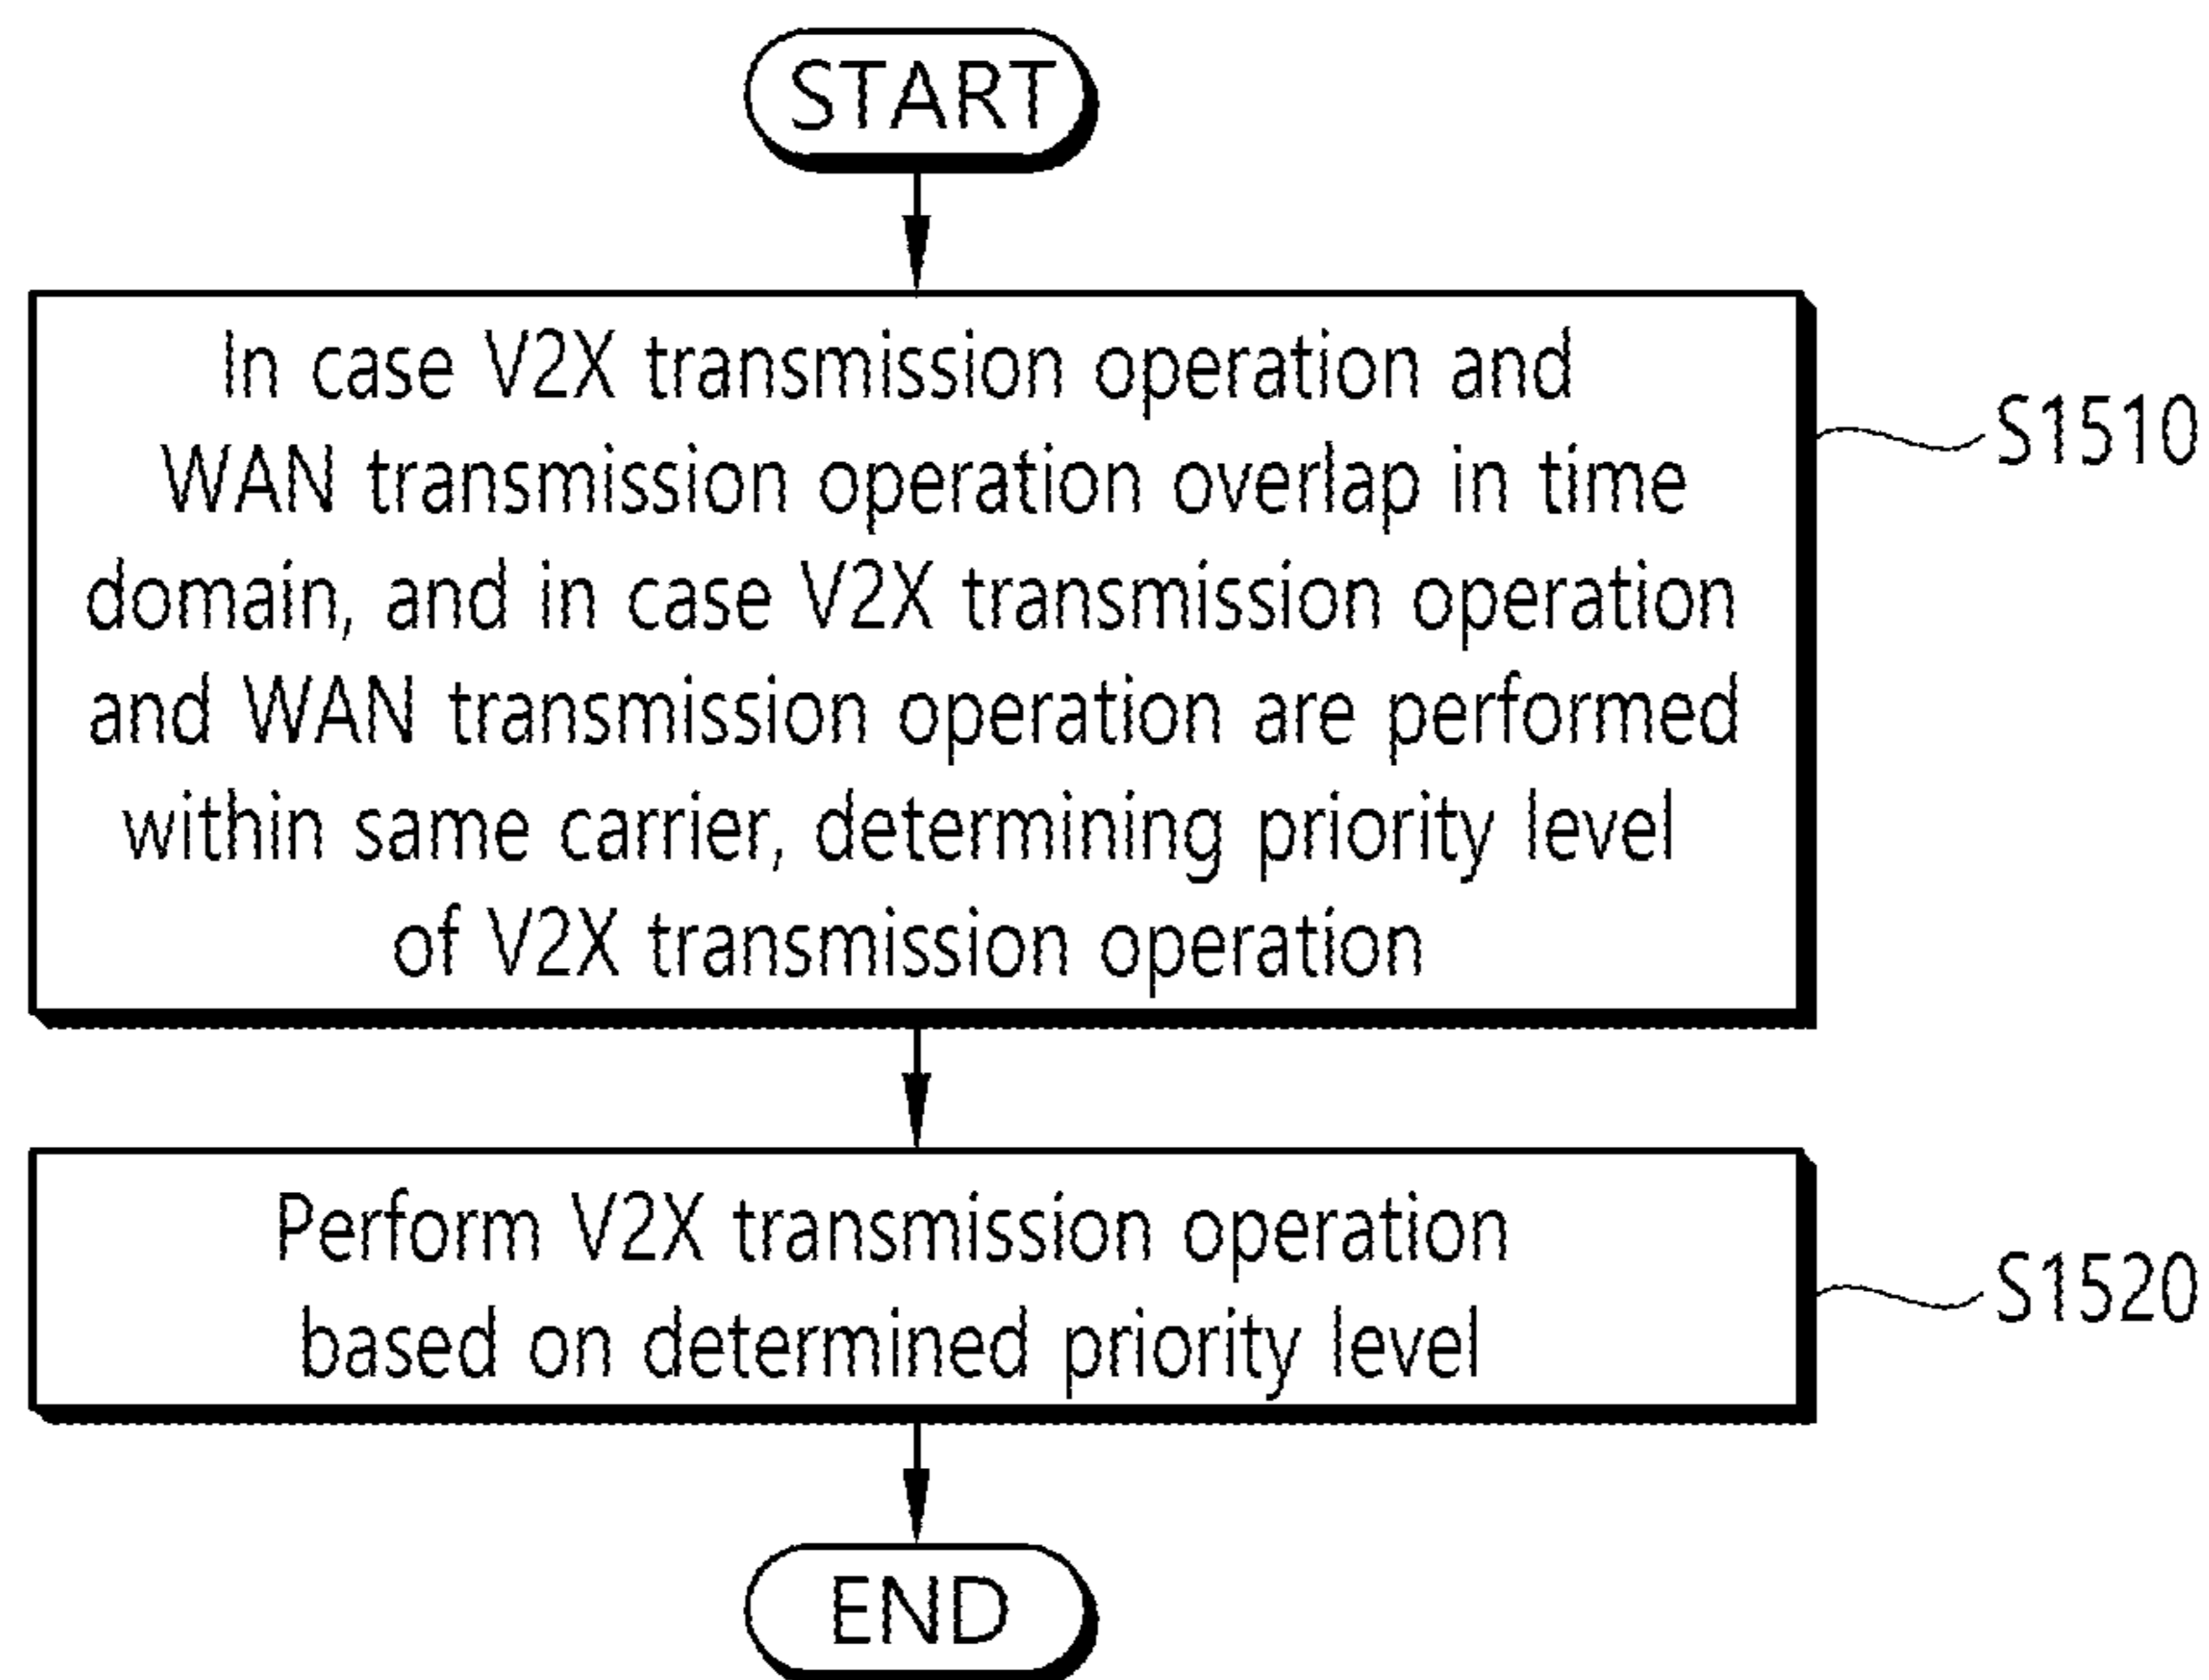 START
In case V2X transmission operation and
WAN transmission operation overlap in time
domain, and in case V2X transmission operation
and WAN transmission operation are performed
within same carrier, determining priority level
of V2X transmission operation
S1510
Perform V2X transmission operation
based on determined priority level
S1520
END